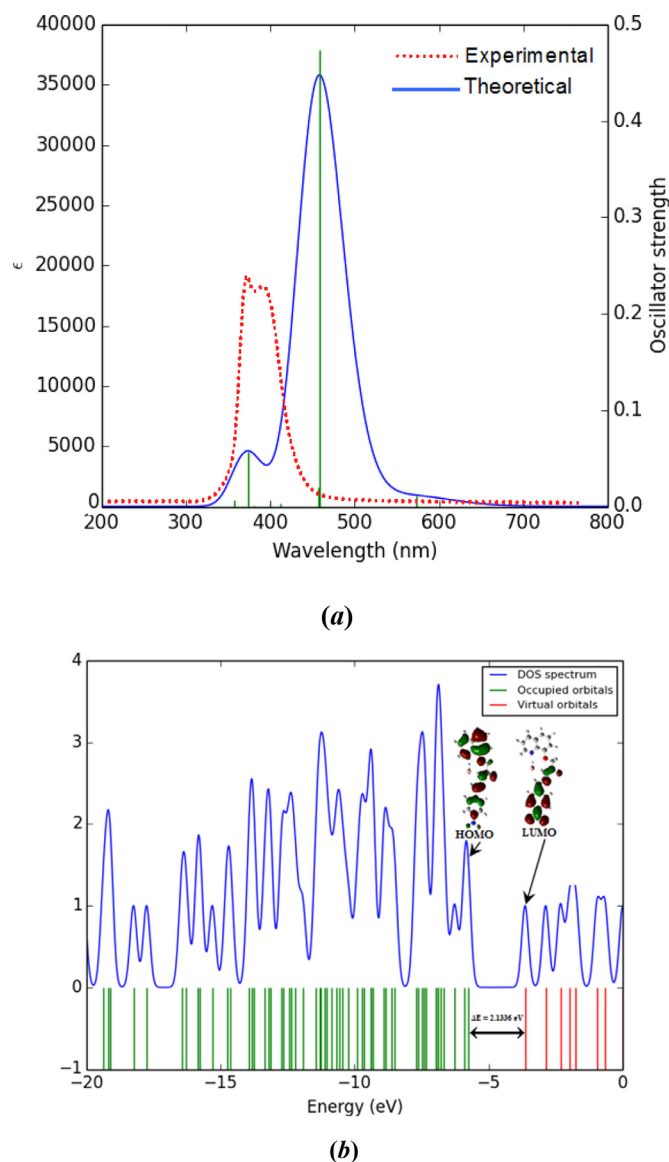 40000
35000
30000
25000
20000
15000
10000
5000
0
ϵ
0.5
0.4
0.3
0.2
0.1
0.0
Oscillator strength
Experimental
Theoretical
200 300 400 500 600 700 800
Wavelength (nm)
(a)
4
3
2
1
0
−1
DOS spectrum
Occupied orbitals
Virtual orbitals
HOMO LUMO
ΔE = 2.1336 eV
−20 −15 −10 −5 0
Energy (eV)
(b)